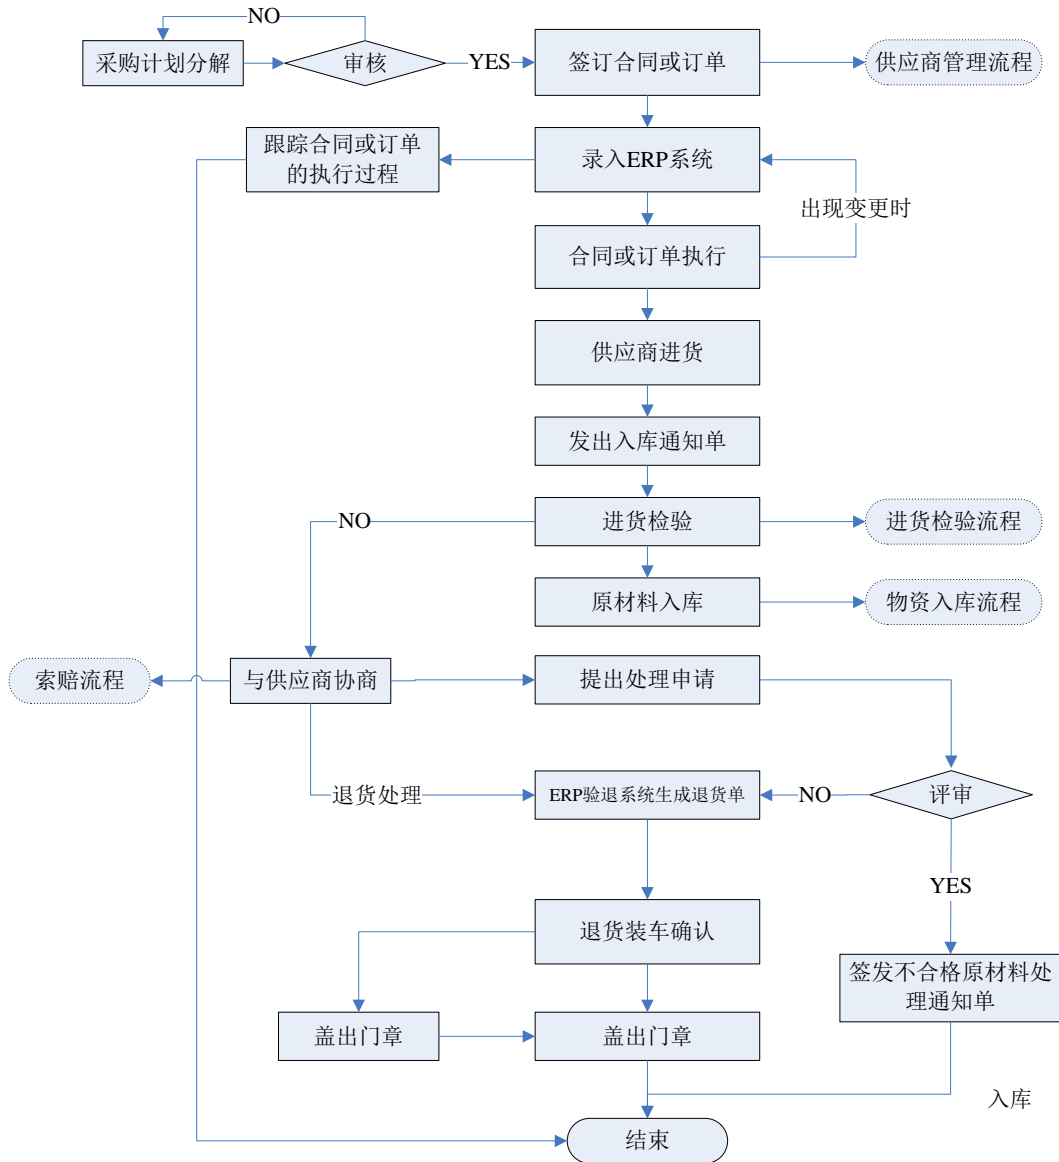 NO
采购计划分解
审核
YES
签订合同或订单
供应商管理流程
跟踪合同或订单
的执行过程
录入ERP系统
出现变更时
合同或订单执行
供应商进货
发出入库通知单
NO
进货检验
进货检验流程
原材料入库
物资入库流程
索赔流程
与供应商协商
提出处理申请
退货处理
ERP验退系统生成退货单
NO
评审
YES
退货装车确认
签发不合格原材料处
理通知单
盖出门章
盖出门章
入库
结束